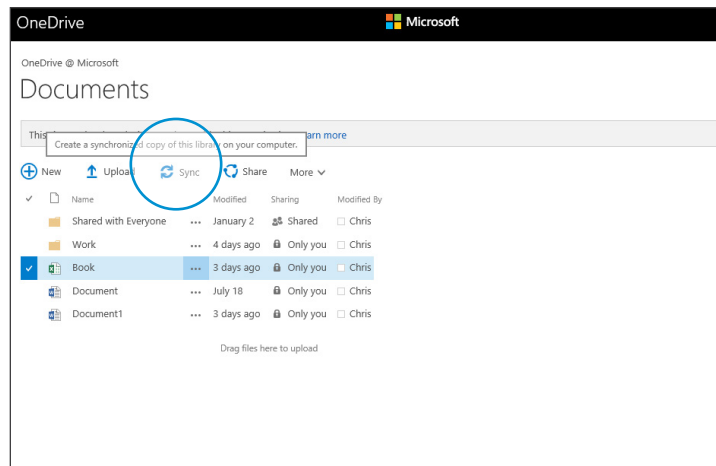 OneDrive
Microsoft
OneDrive @ Microsoft
Documents
Learn more
Create a synchronized copy of this library on your computer.
New Upload Sync Share More
Name Modified Sharing Modified By
Shared with Everyone ... January 2 Shared Chris
Work ... 4 days ago Only you Chris
Book ... 3 days ago Only you Chris
Document ... July 18 Only you Chris
Document1 ... 3 days ago Only you Chris
Drag files here to upload